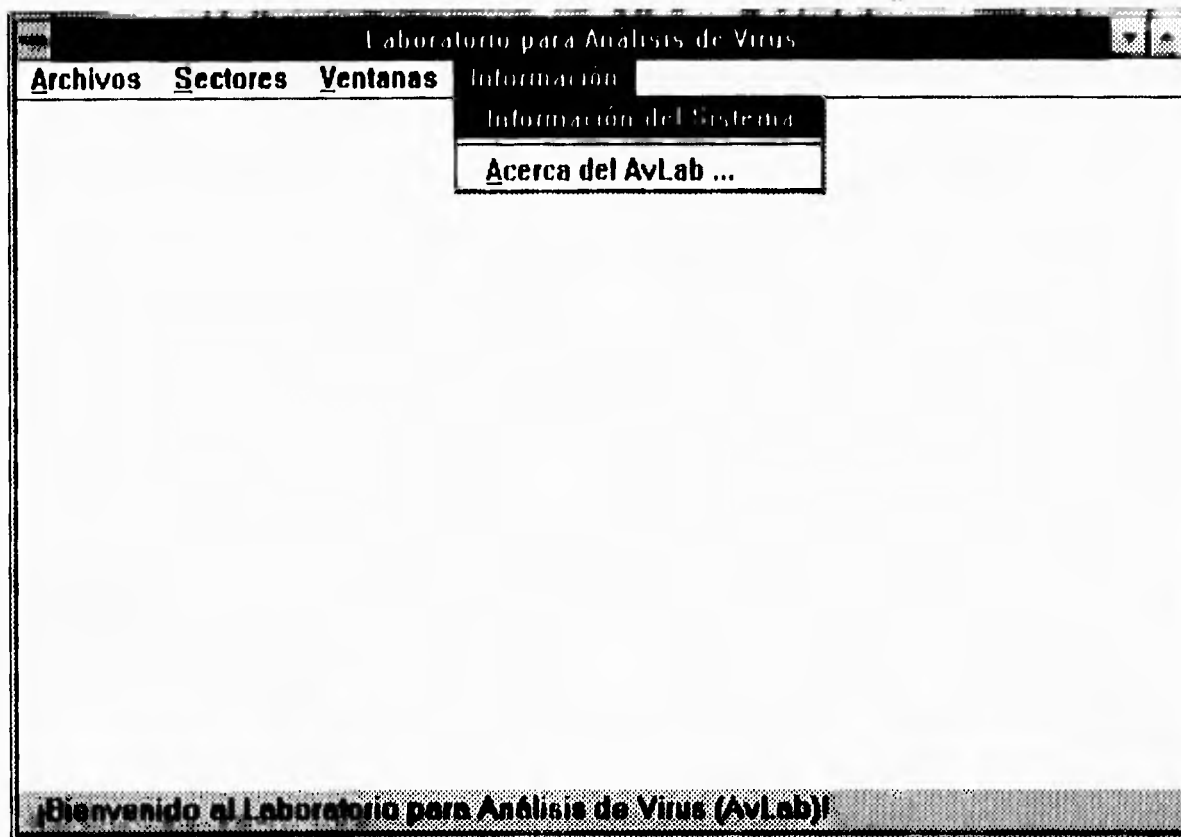 Laboratorio para Análisis de Virus
Archivos Sectores Ventanas Información
Información del Sistema
Acerca del AvLab ...
¡Bienvenido al Laboratorio para Análisis de Virus (AvLab)!